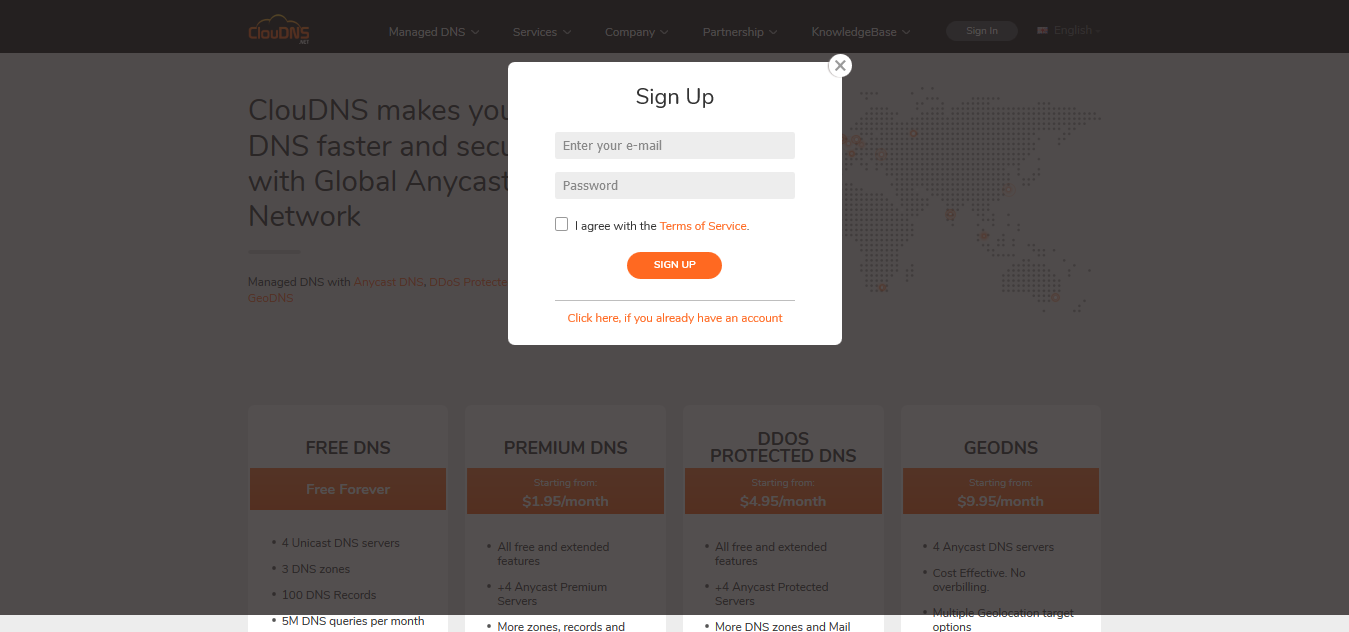 ClouDNS
.NET
Managed DNS
Services
Company
Partnership
KnowledgeBase
Sign In
English
ClouDNS makes you
DNS faster and secu
with Global Anycast
Network
Managed DNS with Anycast DNS, DDoS Protecte
GeoDNS
Sign Up
Enter your e-mail
Password
I agree with the Terms of Service.
SIGN UP
Click here, if you already have an account
FREE DNS
Free Forever
• 4 Unicast DNS servers
• 3 DNS zones
• 100 DNS Records
• 5M DNS queries per month
PREMIUM DNS
Starting from:
$1.95/month
• All free and extended
features
• +4 Anycast Premium
Servers
• More zones, records and
DDOS
PROTECTED DNS
Starting from:
$4.95/month
• All free and extended
features
• +4 Anycast Protected
Servers
• More DNS zones and Mail
GEODNS
Starting from:
$9.95/month
• 4 Anycast DNS servers
• Cost Effective. No
overbilling.
• Multiple Geolocation target
options